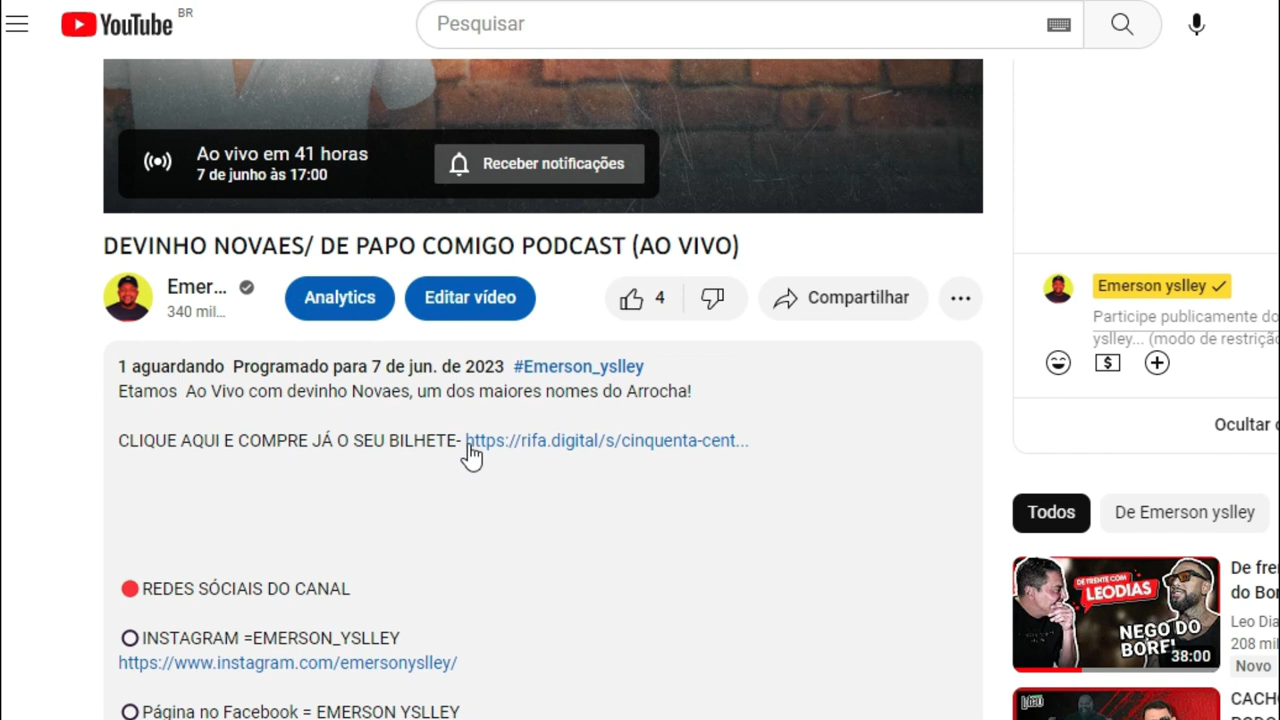 YouTube BR
Pesquisar
Ao vivo em 41 horas
7 de junho às 17:00
Receber notificações
DEVINHO NOVAES/ DE PAPO COMIGO PODCAST (AO VIVO)
Emer...
340 mil...
Analytics
Editar vídeo
4
Compartilhar
1 aguardando Programado para 7 de jun. de 2023 #Emerson_yslley
Etamos Ao Vivo com devinho Novaes, um dos maiores nomes do Arrocha!
CLIQUE AQUI E COMPRE JÁ O SEU BILHETE- https://rifa.digital/s/cinquenta-cent...
REDES SÓCIAIS DO CANAL
INSTAGRAM =EMERSON_YSLLEY
https://www.instagram.com/emersonyslley/
Página no Facebook = EMERSON YSLLEY
Emerson yslley
Participe publicamente do
yslley... (modo de restriçã
Ocultar
Todos
De Emerson yslley
DE FRENTE COM
LEODIAS
NEGO DO
BOREL
38:00
De fre
do Bor
Leo Dia
208 mil
Novo
CACH